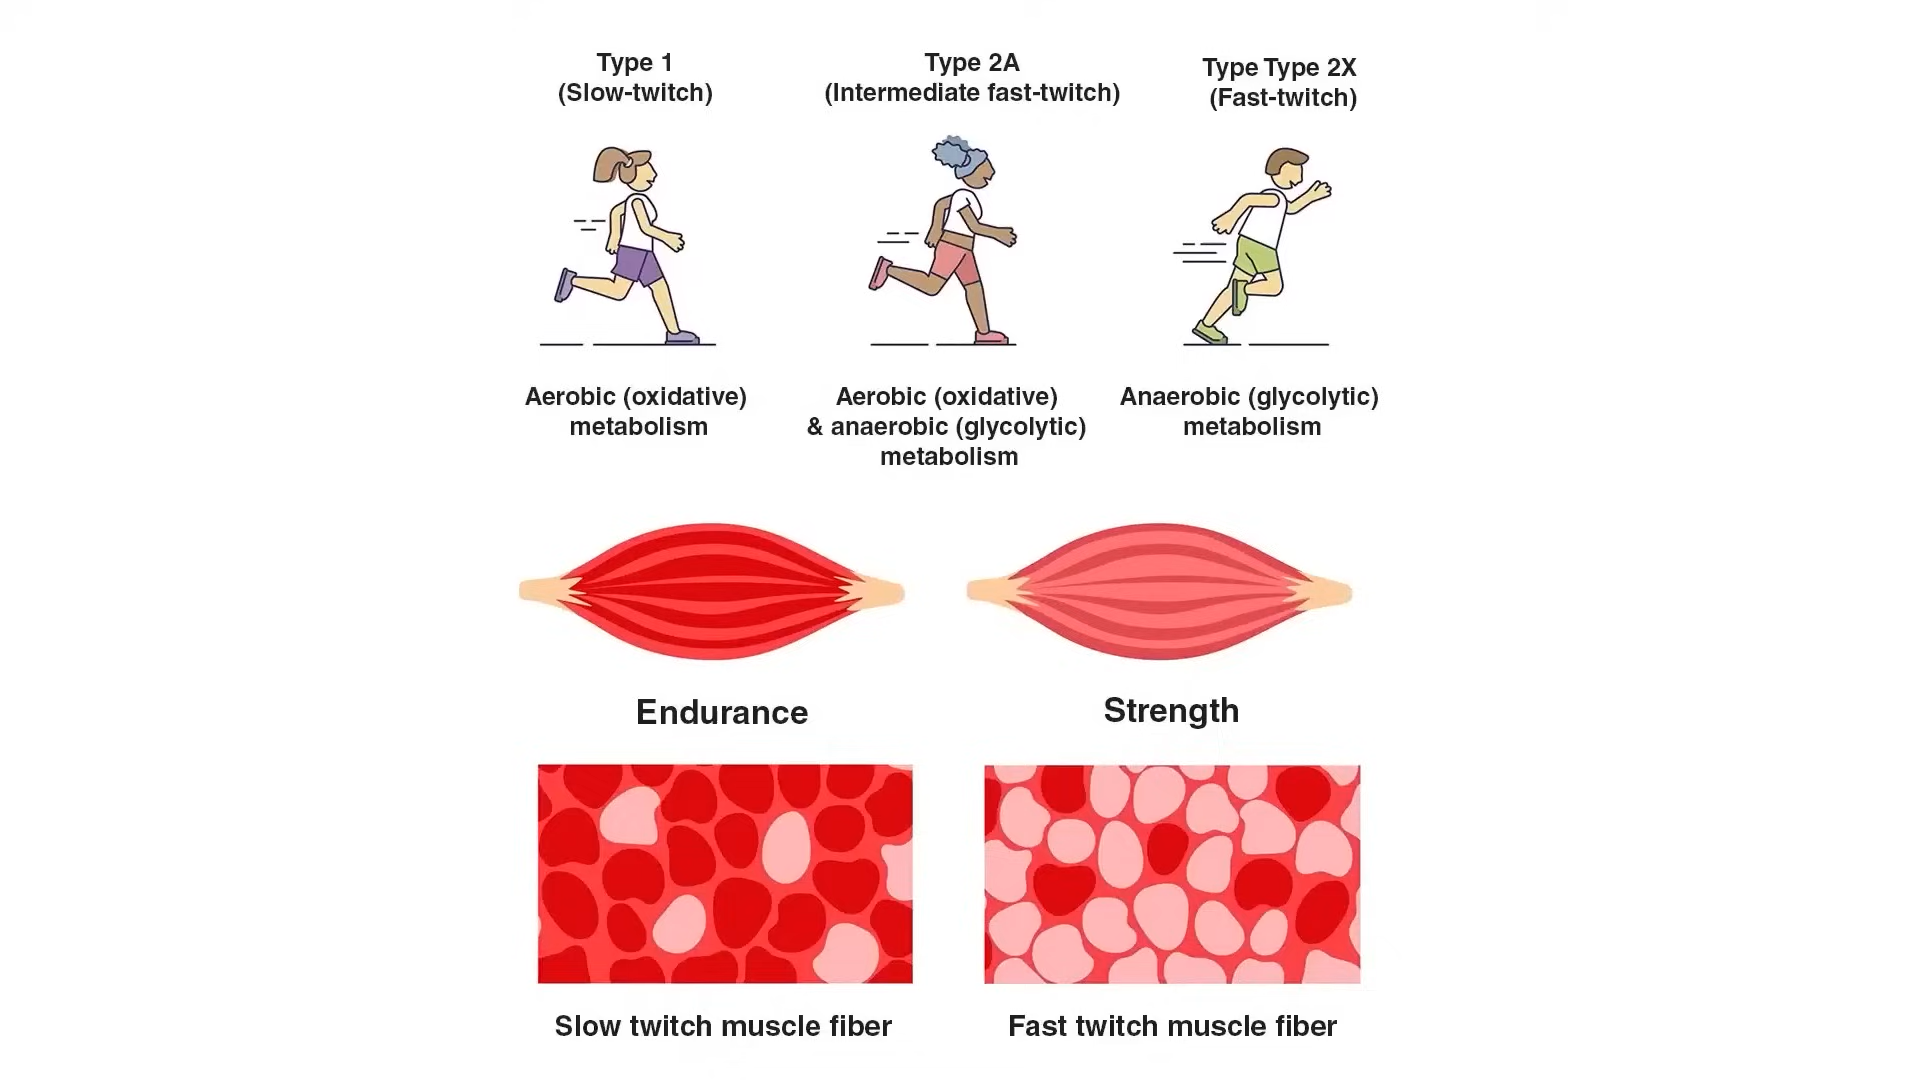 Type 1
(Slow-twitch)
Type 2A
(Intermediate fast-twitch)
Type Type 2X
(Fast-twitch)
Aerobic (oxidative)
metabolism
Aerobic (oxidative)
& anaerobic (glycolytic)
metabolism
Anaerobic (glycolytic)
metabolism
Endurance
Strength
Slow twitch muscle fiber
Fast twitch muscle fiber